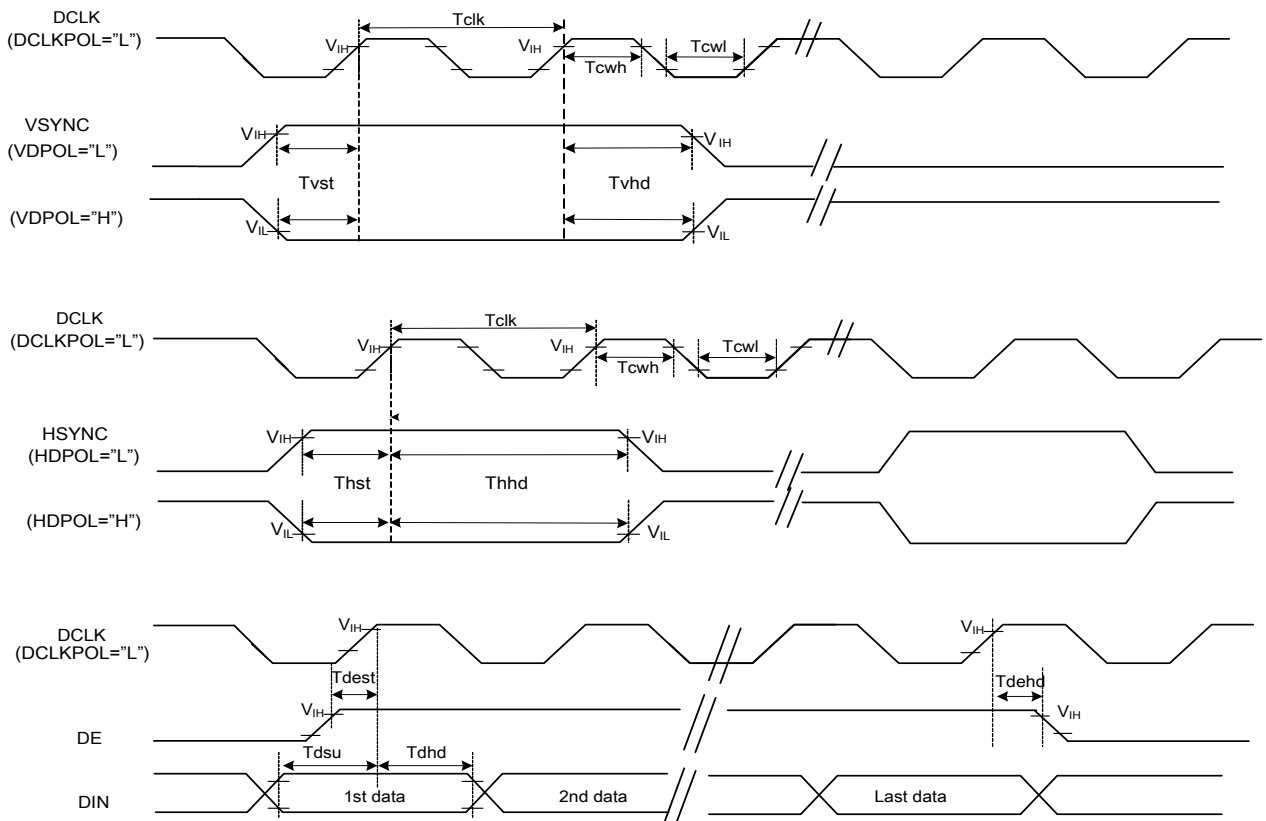 DCLK
(DCLKPOL="L")
Tclk
VIH
VIH
Tcwh
Tcwl
VSYNC
(VDPOL="L")
VIH
VIH
Tvst
Tvhd
(VDPOL="H")
VIL
VIL
DCLK
(DCLKPOL="L")
Tclk
VIH
VIH
Tcwh
Tcwl
HSYNC
(HDPOL="L")
VIH
VIH
Thst
Thhd
(HDPOL="H")
VIL
VIL
DCLK
(DCLKPOL="L")
VIH
VIH
Tdest
Tdehd
DE
VIH
VIH
Tdsu
Tdhd
DIN
1st data
2nd data
Last data